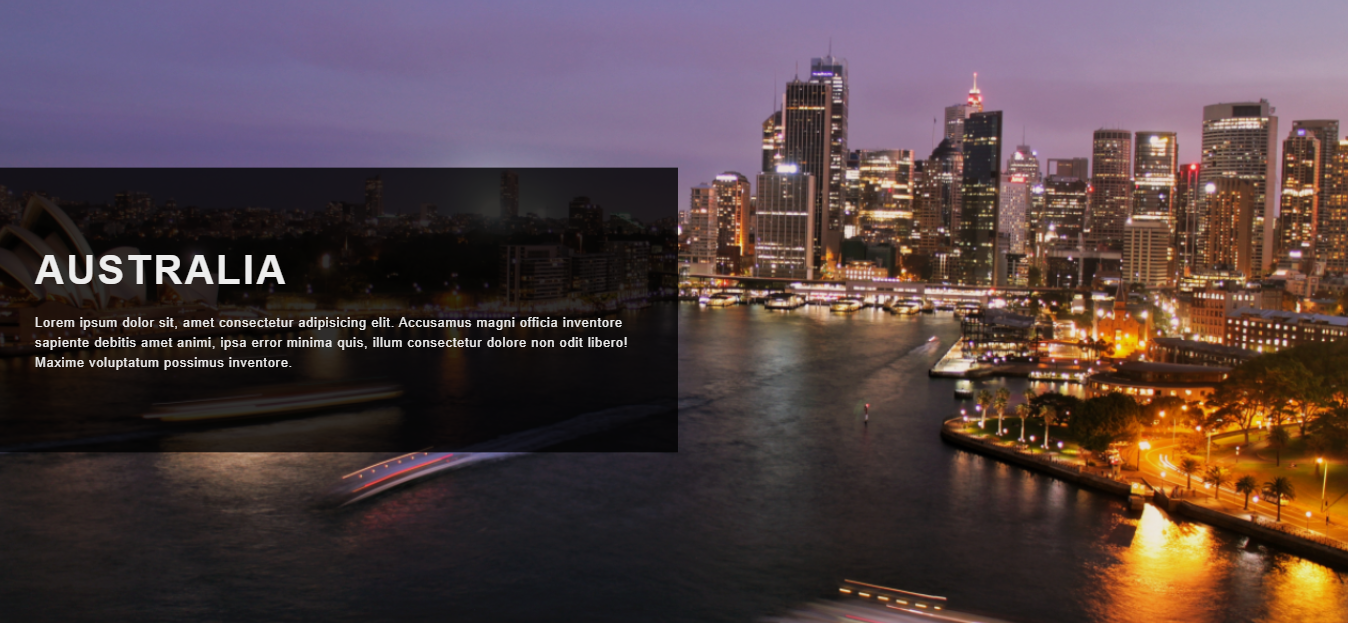 AUSTRALIA
Lorem ipsum dolor sit, amet consectetur adipisicing elit. Accusamus magni officia inventore
sapiente debitis amet animi, ipsa error minima quis, illum consectetur dolore non odit libero!
Maxime voluptatum possimus inventore.